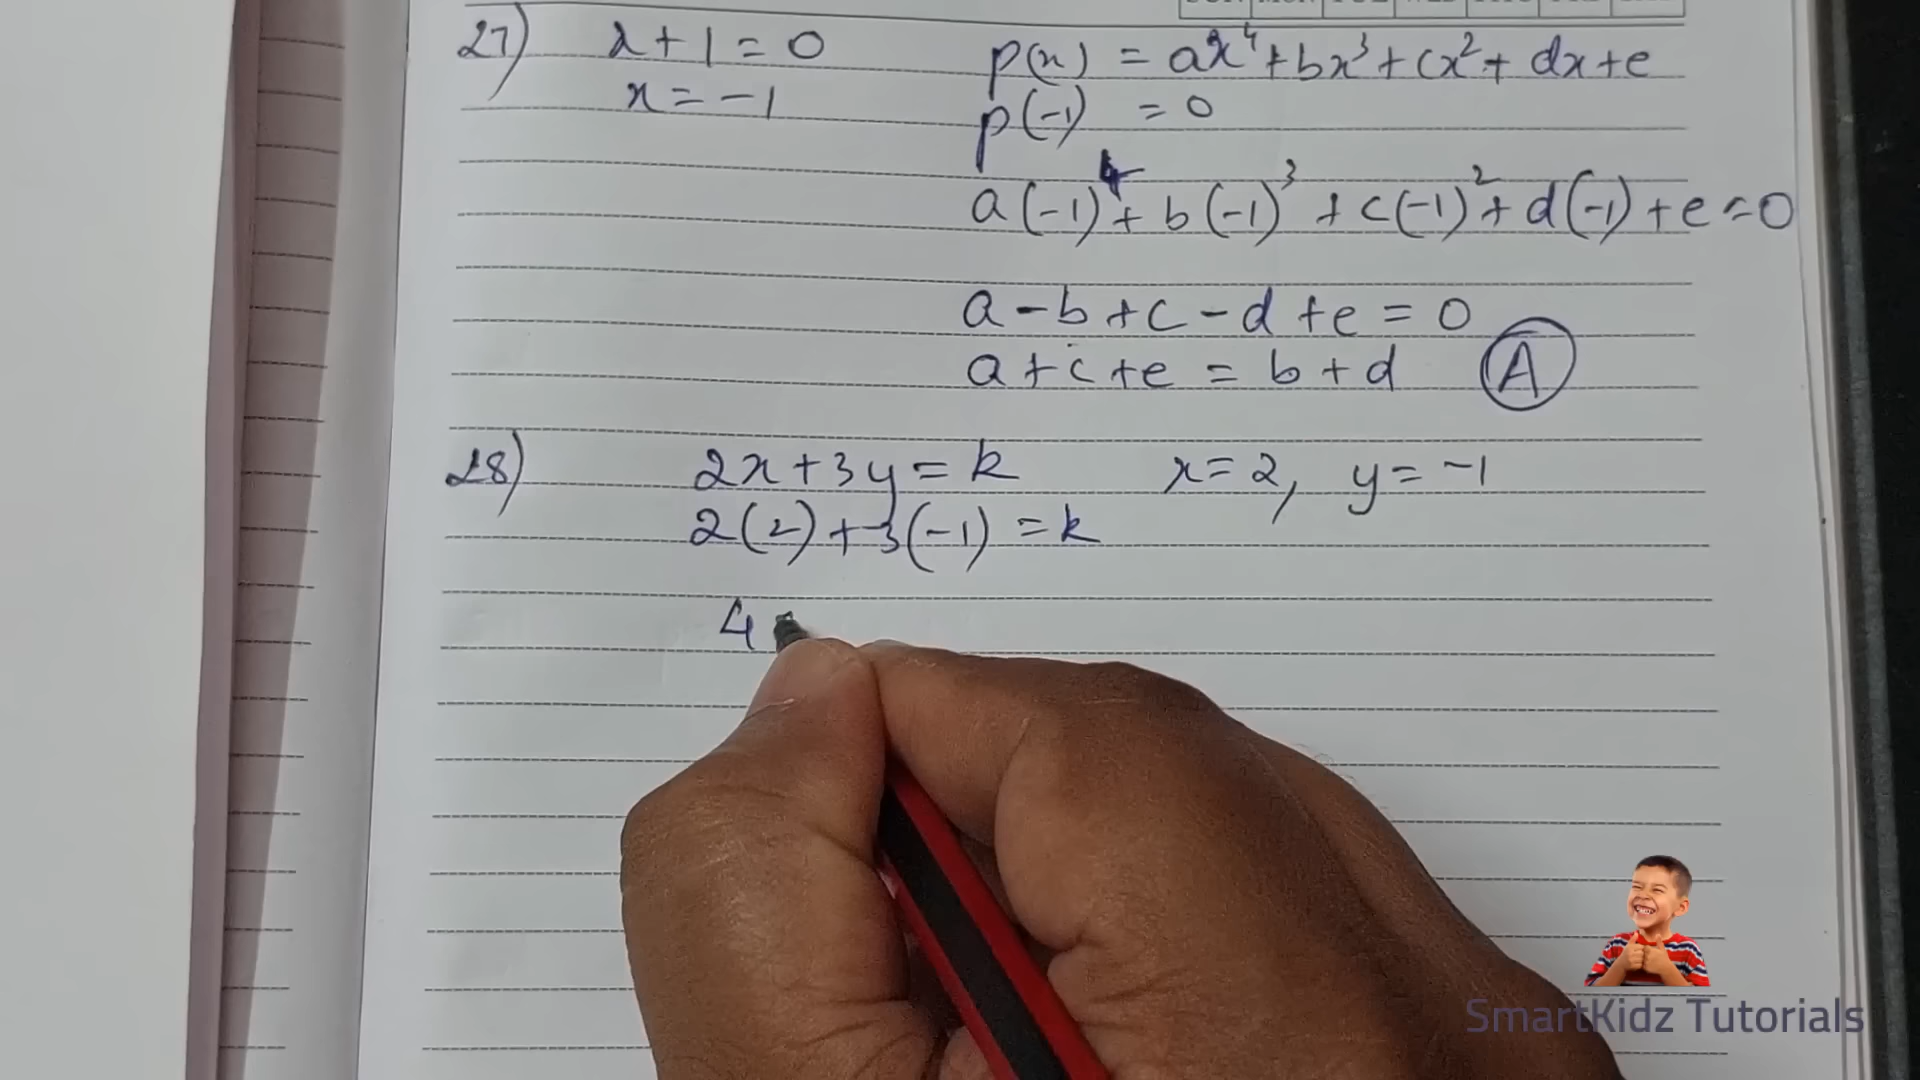 27) x + 1 = 0 p(x) = ax⁴ + bx³ + cx² + dx + e
x = -1 p(-1) = 0
a(-1)⁴ + b(-1)³ + c(-1)² + d(-1) + e = 0
a - b + c - d + e = 0
a + c + e = b + d A
28) 2x + 3y = k x = 2, y = -1
2(2) + 3(-1) = k
4
SmartKidz Tutorials